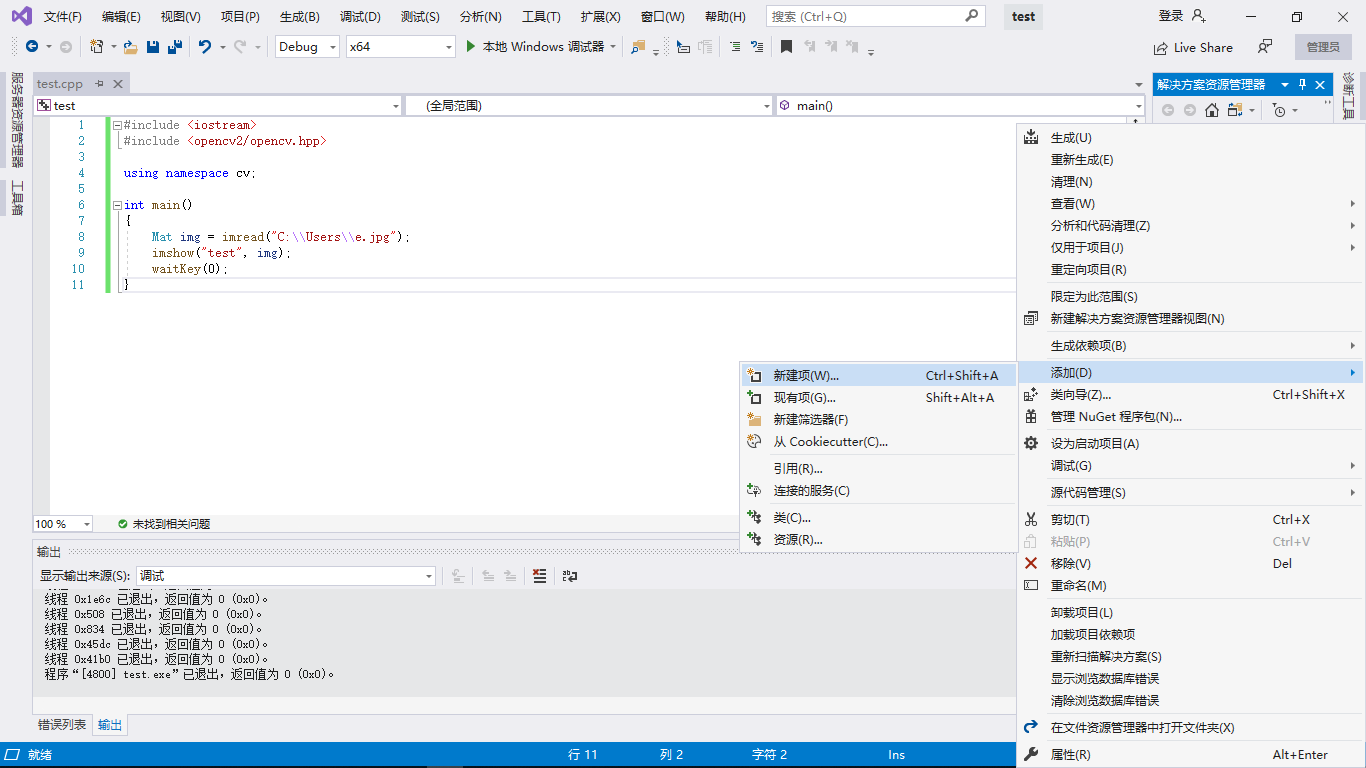 文件(F) 编辑(E) 视图(V) 项目(P) 生成(B) 调试(D) 测试(S) 分析(N) 工具(T) 扩展(X) 窗口(W) 帮助(H) 搜索 (Ctrl+Q) test 登录
Debug x64 本地 Windows 调试器 Live Share 管理员
服务器资源管理器
工具箱
test.cpp
test (全局范围) main()
1 #include <iostream>
2 #include <opencv2/opencv.hpp>
3
4 using namespace cv;
5
6 int main()
7 {
8 Mat img = imread("C:\\Users\\e.jpg");
9 imshow("test", img);
10 waitKey(0);
11 }
100 % 未找到相关问题
输出
显示输出来源(S): 调试
线程 0x1e6c 已退出，返回值为 0 (0x0)。
线程 0x508 已退出，返回值为 0 (0x0)。
线程 0x834 已退出，返回值为 0 (0x0)。
线程 0x45dc 已退出，返回值为 0 (0x0)。
线程 0x41b0 已退出，返回值为 0 (0x0)。
程序“[4800] test.exe”已退出，返回值为 0 (0x0)。
错误列表 输出
就绪 行 11 列 2 字符 2 Ins
新建项(W)... Ctrl+Shift+A
现有项(G)... Shift+Alt+A
新建筛选器(F)
从 Cookiecutter(C)...
引用(R)...
连接的服务(C)
类(C)...
资源(R)...
解决方案资源管理器
诊断工具
生成(U)
重新生成(E)
清理(N)
查看(W)
分析和代码清理(Z)
仅用于项目(J)
重定向项目(R)
限定为此范围(S)
新建解决方案资源管理器视图(N)
生成依赖项(B)
添加(D)
类向导(Z)... Ctrl+Shift+X
管理 NuGet 程序包(N)...
设为启动项目(A)
调试(G)
源代码管理(S)
剪切(T) Ctrl+X
粘贴(P) Ctrl+V
移除(V) Del
重命名(M)
卸载项目(L)
加载项目依赖项
重新扫描解决方案(S)
显示浏览数据库错误
清除浏览数据库错误
在文件资源管理器中打开文件夹(X)
属性(R) Alt+Enter